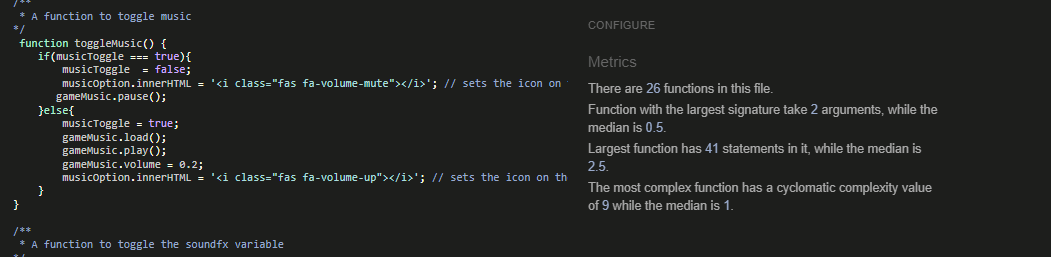 /**
* A function to toggle music
*/
function toggleMusic() {
if(musicToggle === true){
musicToggle = false;
musicOption.innerHTML = '<i class="fas fa-volume-mute"></i>'; // sets the icon on
gameMusic.pause();
}else{
musicToggle = true;
gameMusic.load();
gameMusic.play();
gameMusic.volume = 0.2;
musicOption.innerHTML = '<i class="fas fa-volume-up"></i>'; // sets the icon on th
}
}
/**
* A function to toggle the soundfx variable
*/
CONFIGURE
Metrics
There are 26 functions in this file.
Function with the largest signature take 2 arguments, while the
median is 0.5.
Largest function has 41 statements in it, while the median is
2.5.
The most complex function has a cyclomatic complexity value
of 9 while the median is 1.